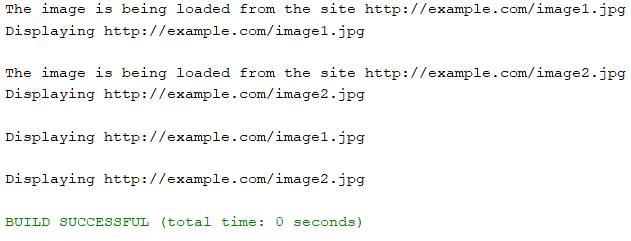 The image is being loaded from the site http://example.com/image1.jpg
Displaying http://example.com/image1.jpg
The image is being loaded from the site http://example.com/image2.jpg
Displaying http://example.com/image2.jpg
Displaying http://example.com/image1.jpg
Displaying http://example.com/image2.jpg
BUILD SUCCESSFUL (total time: 0 seconds)